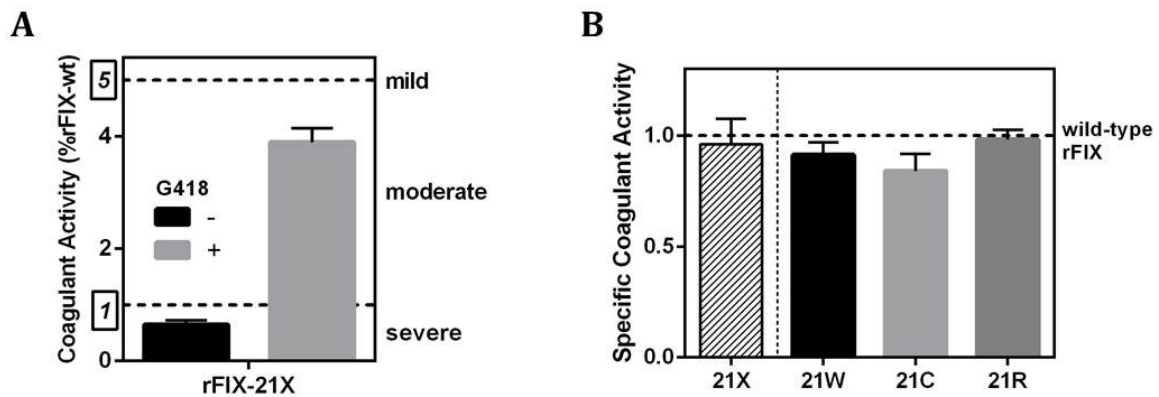 A
Coagulant Activity (%rFIX-wt)
5
4
2
1
0
G418
-
+
mild
moderate
severe
rFIX-21X
B
Specific Coagulant Activity
1.0
0.5
0.0
wild-type
rFIX
21X 21W 21C 21R